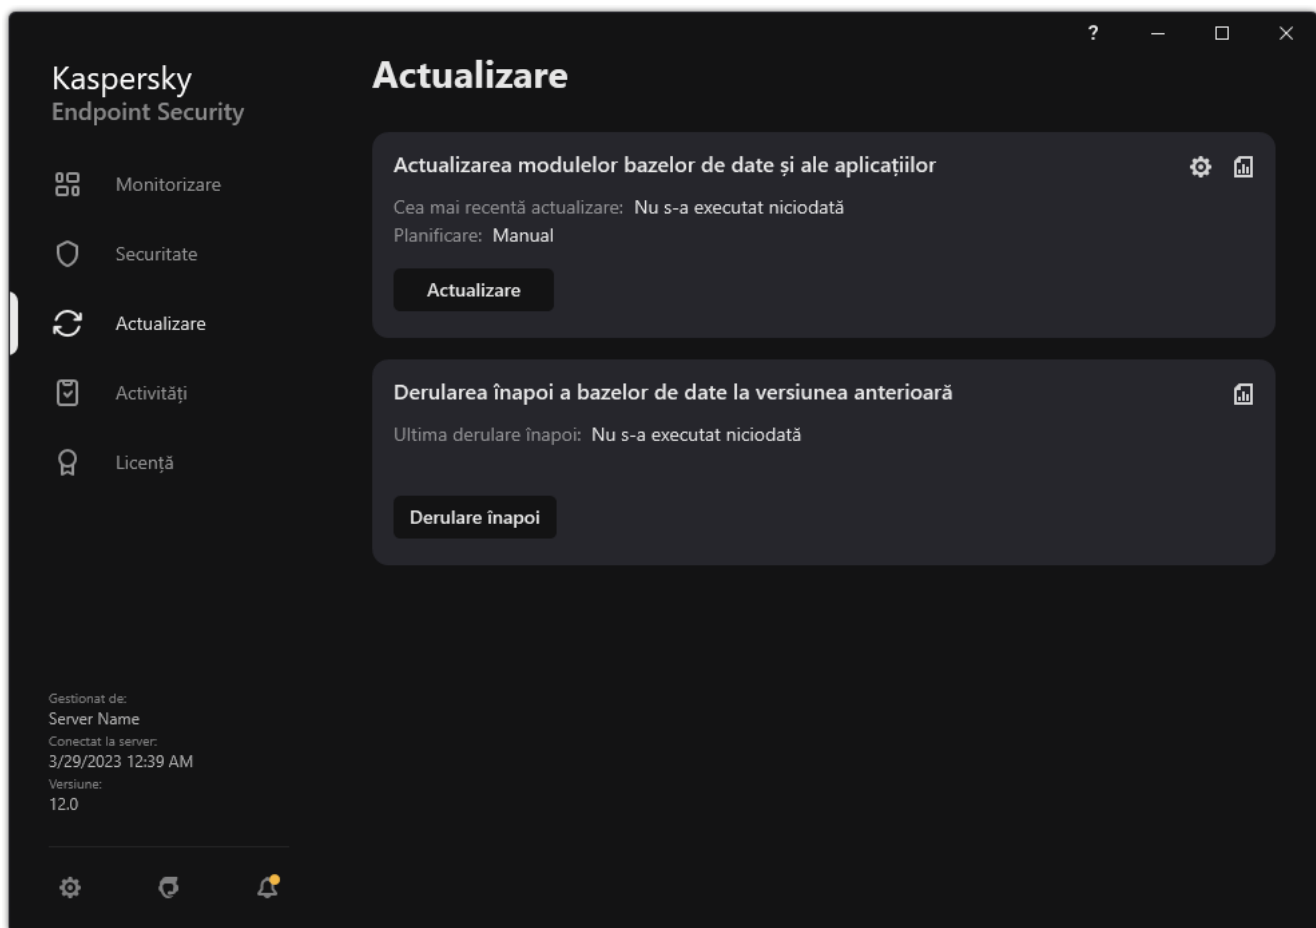 ?
Kaspersky
Endpoint Security
Monitorizare
Securitate
Actualizare
Activități
Licență
Gestionat de:
Server Name
Conectat la server:
3/29/2023 12:39 AM
Versiune:
12.0
Actualizare
Actualizarea modulelor bazelor de date și ale aplicațiilor
Cea mai recentă actualizare: Nu s-a executat niciodată
Planificare: Manual
Actualizare
Derularea înapoi a bazelor de date la versiunea anterioară
Ultima derulare înapoi: Nu s-a executat niciodată
Derulare înapoi